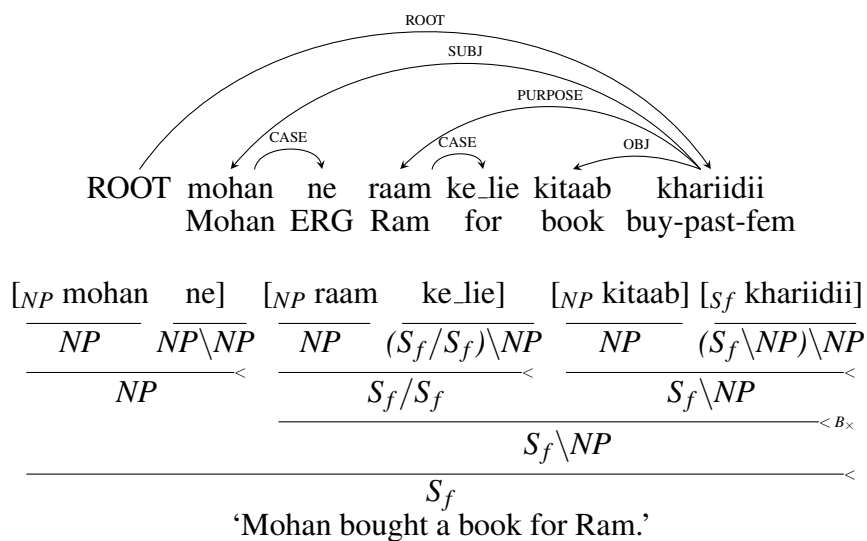 ROOT
SUBJ
PURPOSE
CASE CASE OBJ
ROOT mohan ne raam ke_lie kitaab khariidii
Mohan ERG Ram for book buy-past-fem
[NP mohan ne] [NP raam ke_lie] [NP kitaab] [Sf khariidii]
NP NP\NP NP (Sf/Sf)\NP NP (Sf\NP)\NP
< < <
NP Sf/Sf Sf\NP
< B×
Sf\NP
<
Sf
‘Mohan bought a book for Ram.’